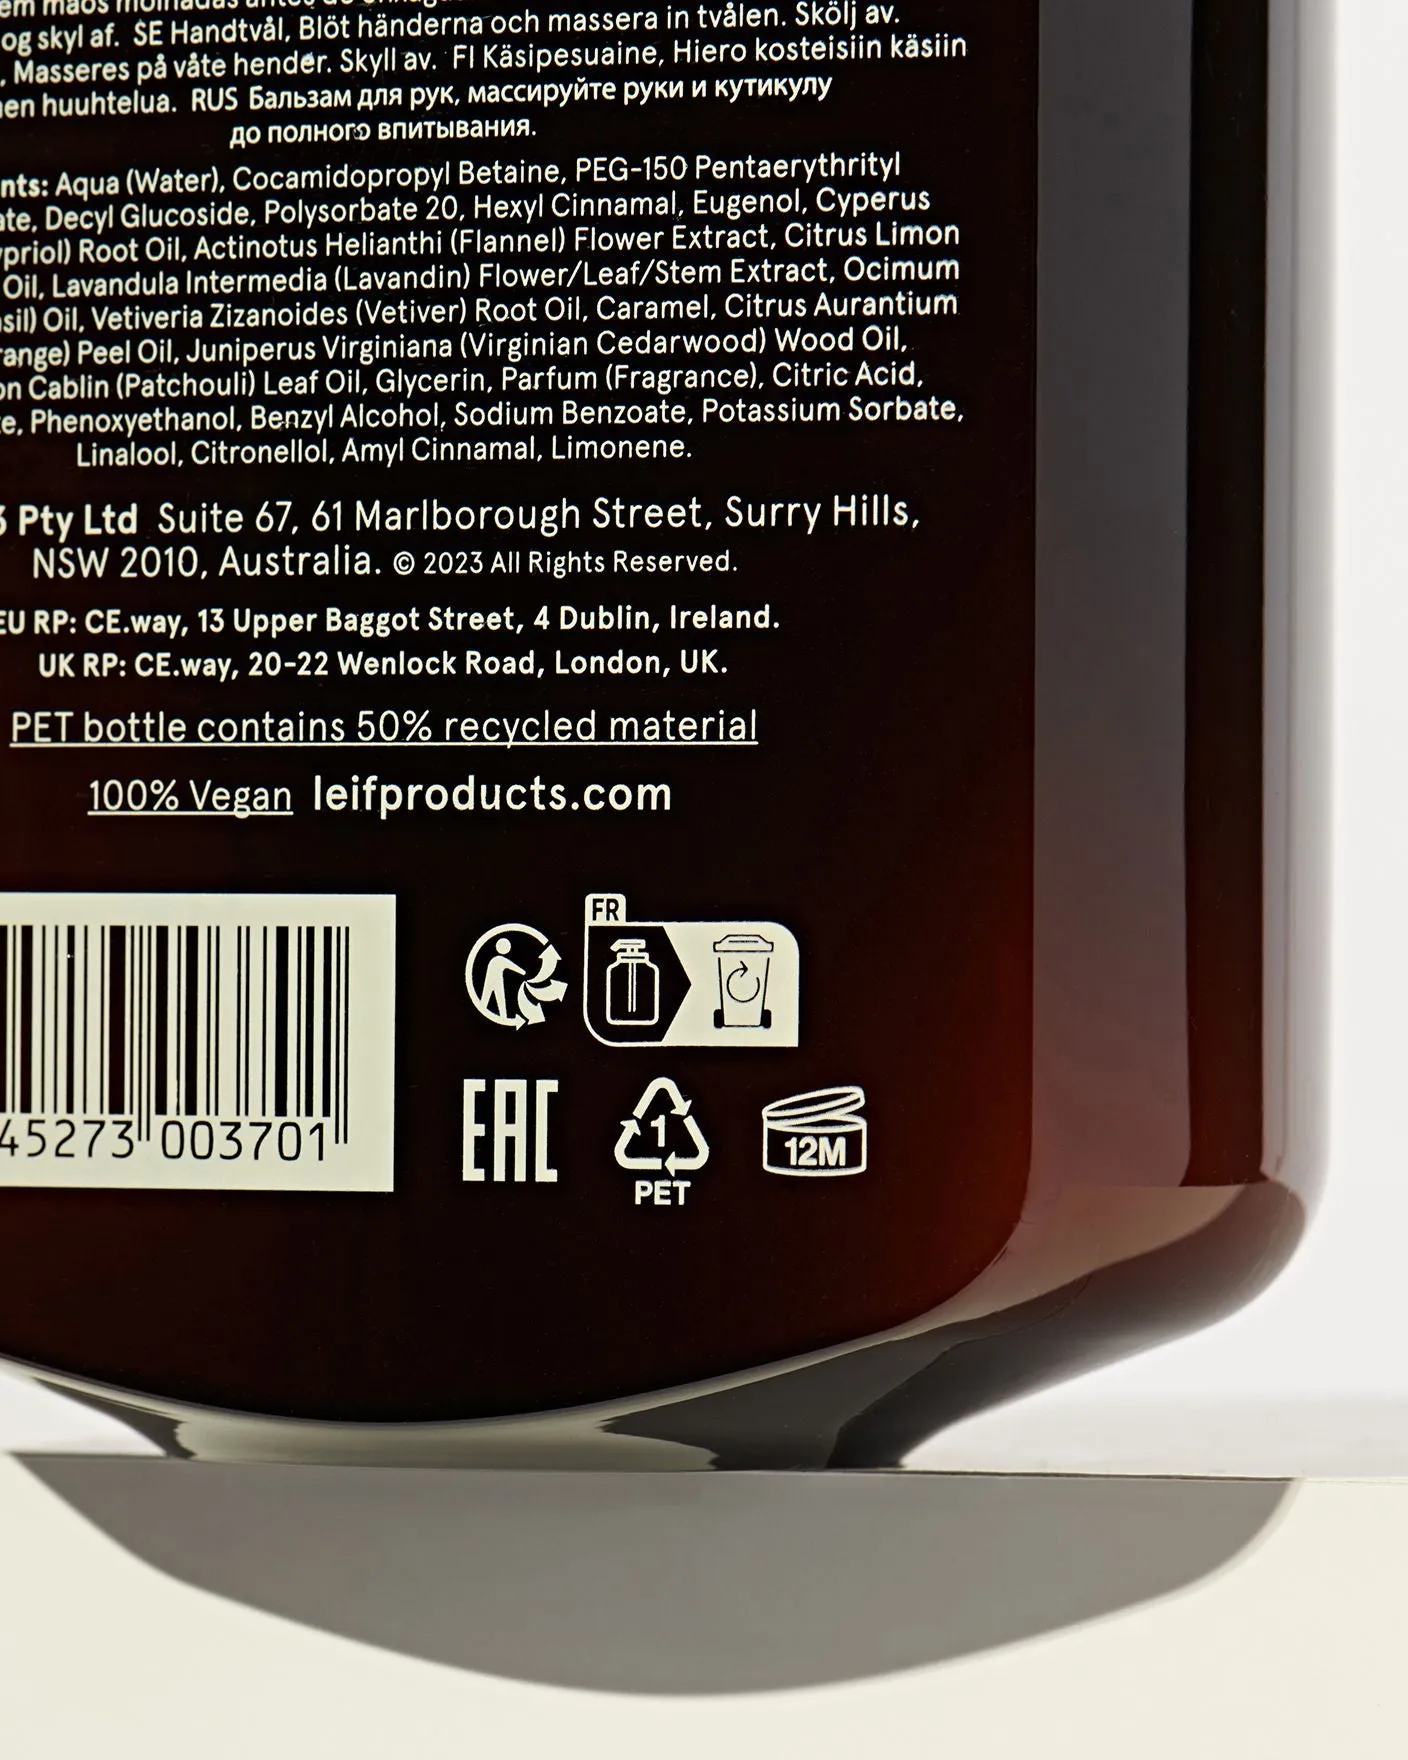 og skyl af. SE Handtvål, Blöt händerna och massera in tvålen. Skölj av.
, Masseres på våte hender. Skyll av. FI Käsipesuaine, Hiero kosteisiin käsiin
en huuhtelua. RUS Бальзам для рук, массируйте руки и кутикулу
до полного впитывания.
nts: Aqua (Water), Cocamidopropyl Betaine, PEG-150 Pentaerythrityl
ate, Decyl Glucoside, Polysorbate 20, Hexyl Cinnamal, Eugenol, Cyperus
ypriol) Root Oil, Actinotus Helianthi (Flannel) Flower Extract, Citrus Limon
Oil, Lavandula Intermedia (Lavandin) Flower/Leaf/Stem Extract, Ocimum
sil) Oil, Vetiveria Zizanoides (Vetiver) Root Oil, Caramel, Citrus Aurantium
range) Peel Oil, Juniperus Virginiana (Virginian Cedarwood) Wood Oil,
on Cablin (Patchouli) Leaf Oil, Glycerin, Parfum (Fragrance), Citric Acid,
e, Phenoxyethanol, Benzyl Alcohol, Sodium Benzoate, Potassium Sorbate,
Linalool, Citronellol, Amyl Cinnamal, Limonene.
Pty Ltd Suite 67, 61 Marlborough Street, Surry Hills,
NSW 2010, Australia. © 2023 All Rights Reserved.
EU RP: CE.way, 13 Upper Baggot Street, 4 Dublin, Ireland.
UK RP: CE.way, 20-22 Wenlock Road, London, UK.
PET bottle contains 50% recycled material
100% Vegan leifproducts.com
FR
45273 003701
EAC
1
PET
12M